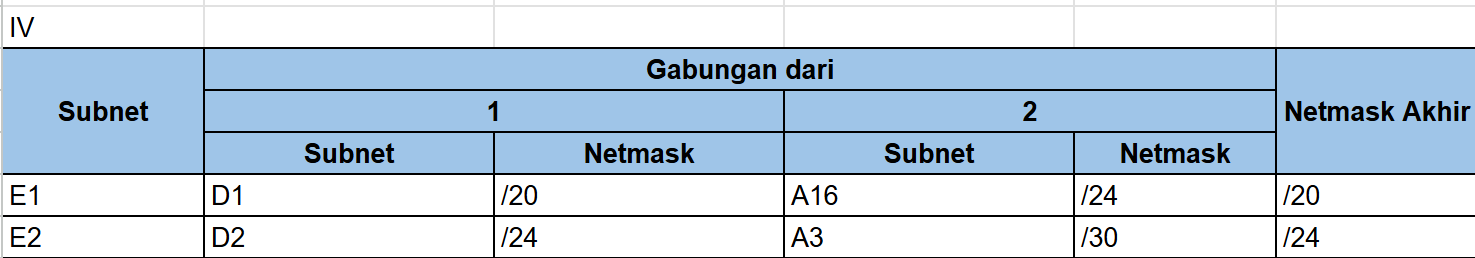 IV
Gabungan dari
Subnet 1 2 Netmask Akhir
Subnet Netmask Subnet Netmask
E1 D1 /20 A16 /24 /20
E2 D2 /24 A3 /30 /24